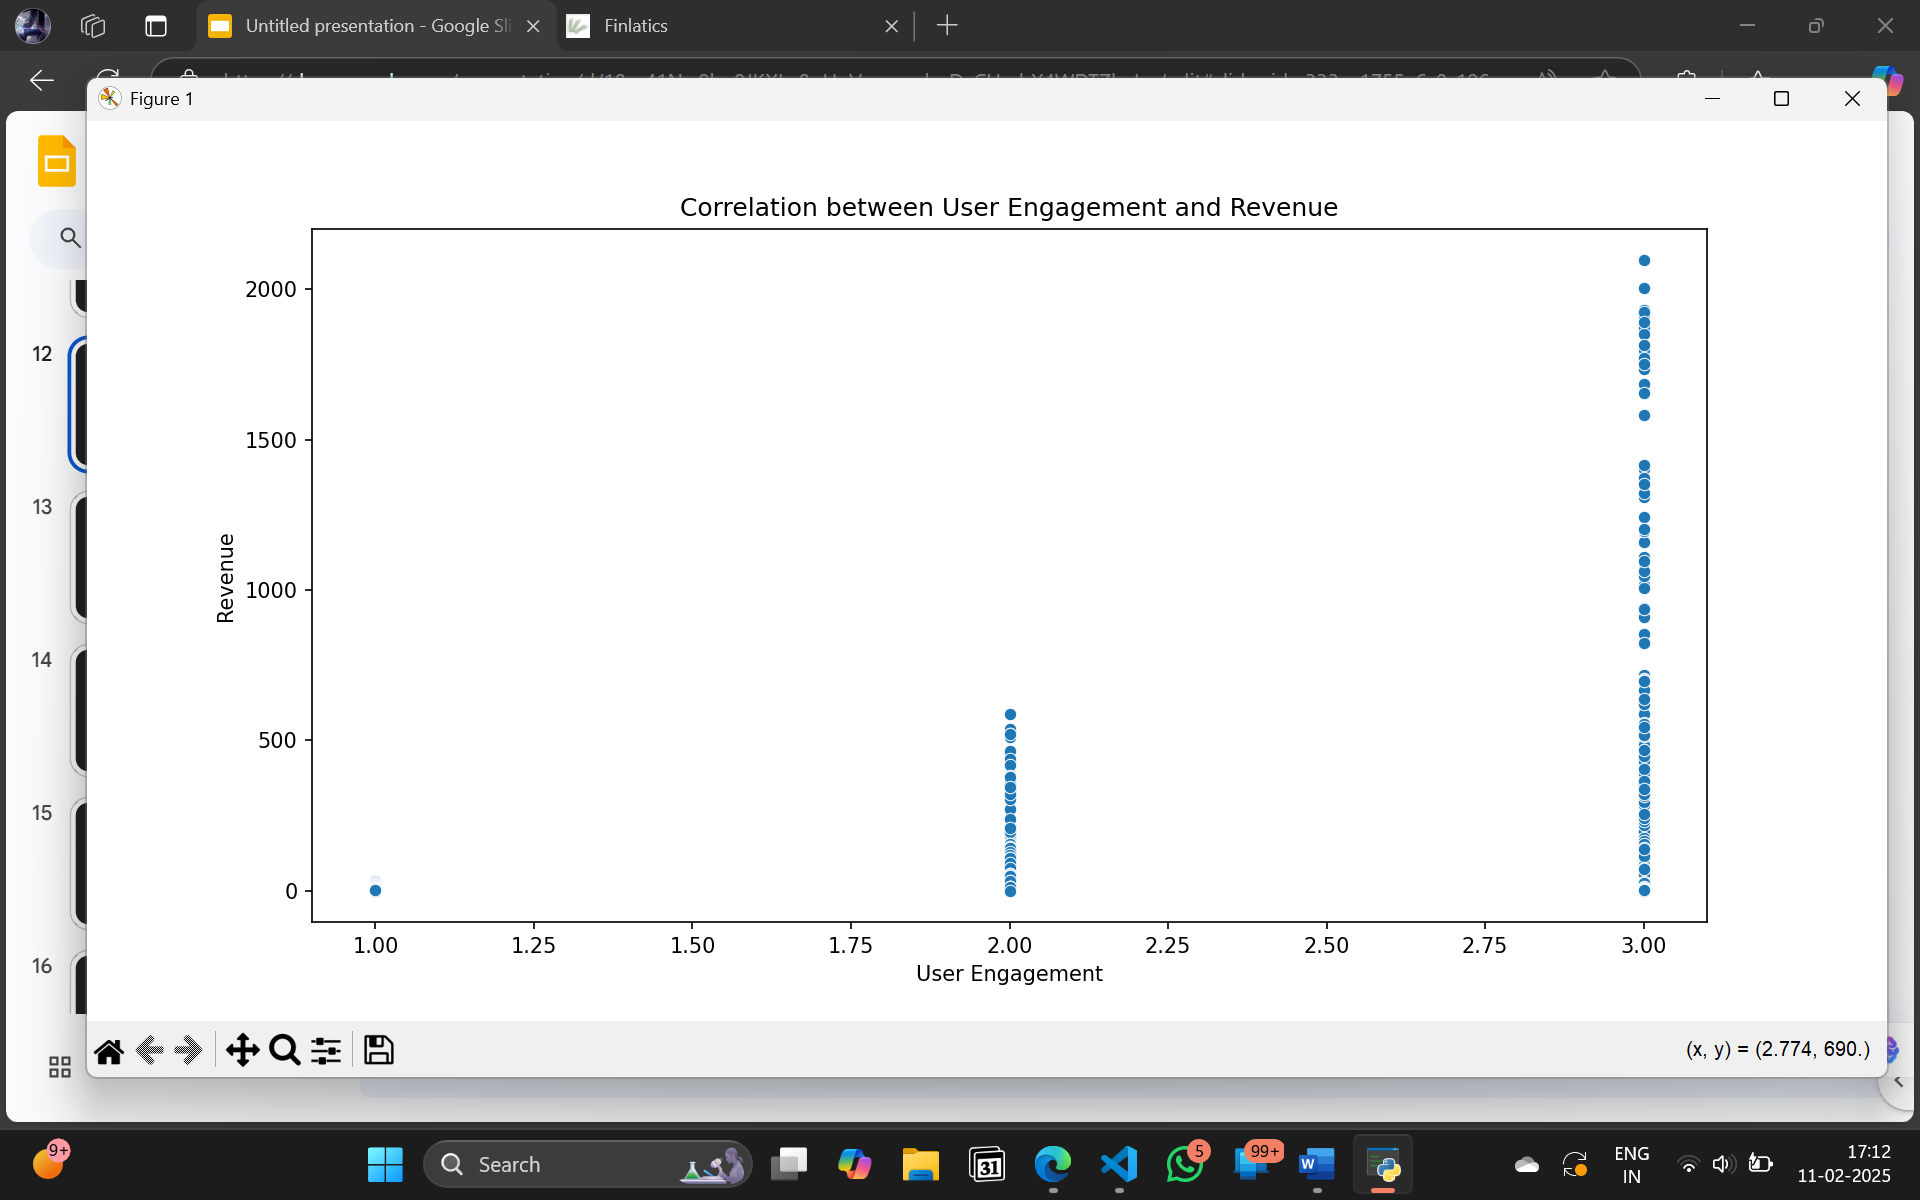 Untitled presentation - Google Sli
Finlatics
Figure 1
Correlation between User Engagement and Revenue
2000
1500
1000
500
0
Revenue
1.00 1.25 1.50 1.75 2.00 2.25 2.50 2.75 3.00
User Engagement
12
13
14
15
16
(x, y) = (2.774, 690.)
9+
Search
31
5
99+
W
ENG
IN
17:12
11-02-2025